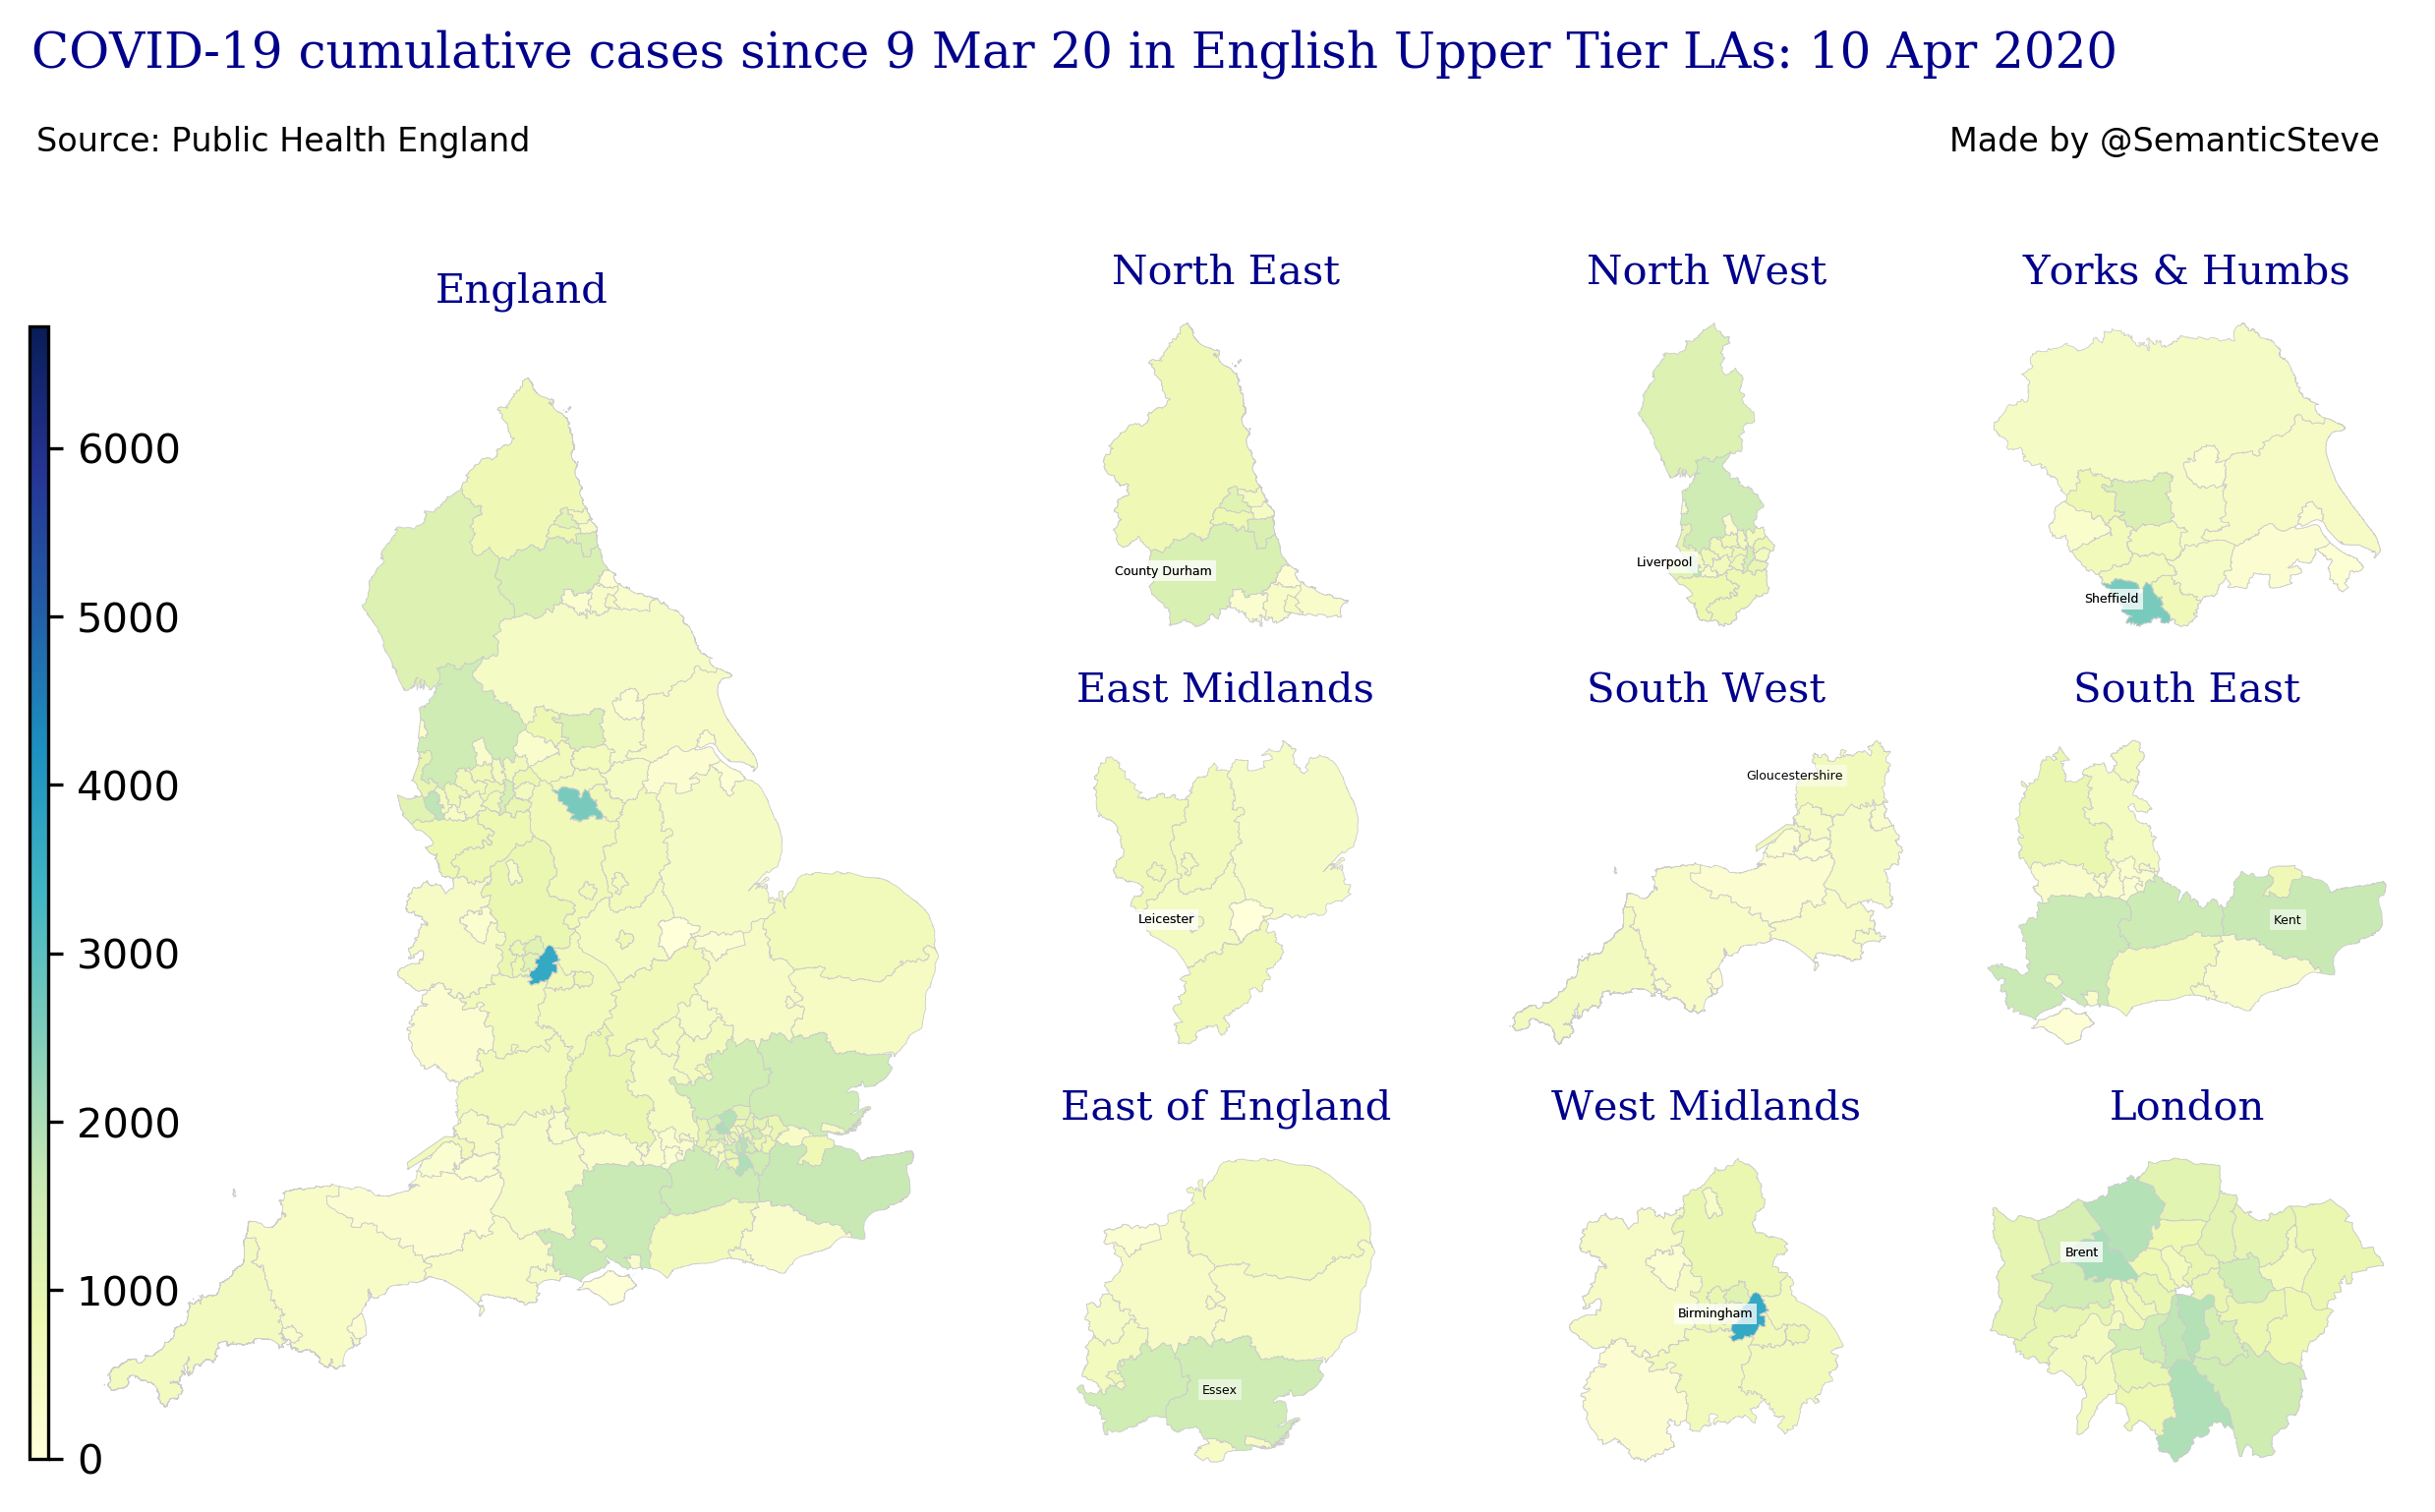 COVID-19 cumulative cases since 9 Mar 20 in English Upper Tier LAs: 10 Apr 2020
Source: Public Health England
Made by @SemanticSteve
England
6000
5000
4000
3000
2000
1000
0
North East
County Durham
North West
Liverpool
Yorks & Humbs
Sheffield
East Midlands
Leicester
South West
Gloucestershire
South East
Kent
East of England
Essex
West Midlands
Birmingham
London
Brent